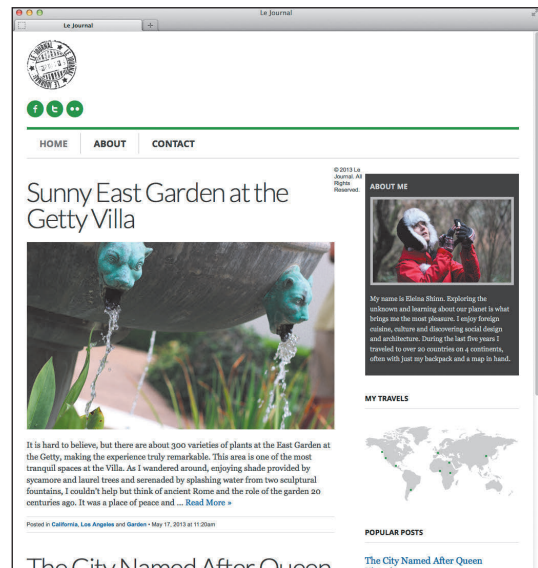 Le Journal
Le Journal
+
LE JOURNAL
f t
HOME ABOUT CONTACT
Sunny East Garden at the
Getty Villa
It is hard to believe, but there are about 300 varieties of plants at the East Garden at
the Getty, making the experience truly remarkable. This area is one of the most
tranquil spaces at the Villa. As I wandered around, enjoying shade provided by
sycamore and laurel trees and serenaded by splashing water from two sculptural
fountains, I couldn't help but think of ancient Rome and the role of the garden 20
centuries ago. It was a place of peace and ... Read More »
Posted in California, Los Angeles and Garden • May 17, 2013 at 11:20am
The City Named After Queen
© 2013 Le
Journal. All
Rights
Reserved.
ABOUT ME
My name is Eleina Shinn. Exploring the
unknown and learning about our planet is what
brings me the most pleasure. I enjoy foreign
cuisine, culture and discovering social design
and architecture. During the last five years I
traveled to over 20 countries on 4 continents,
often with just my backpack and a map in hand.
MY TRAVELS
POPULAR POSTS
The City Named After Queen